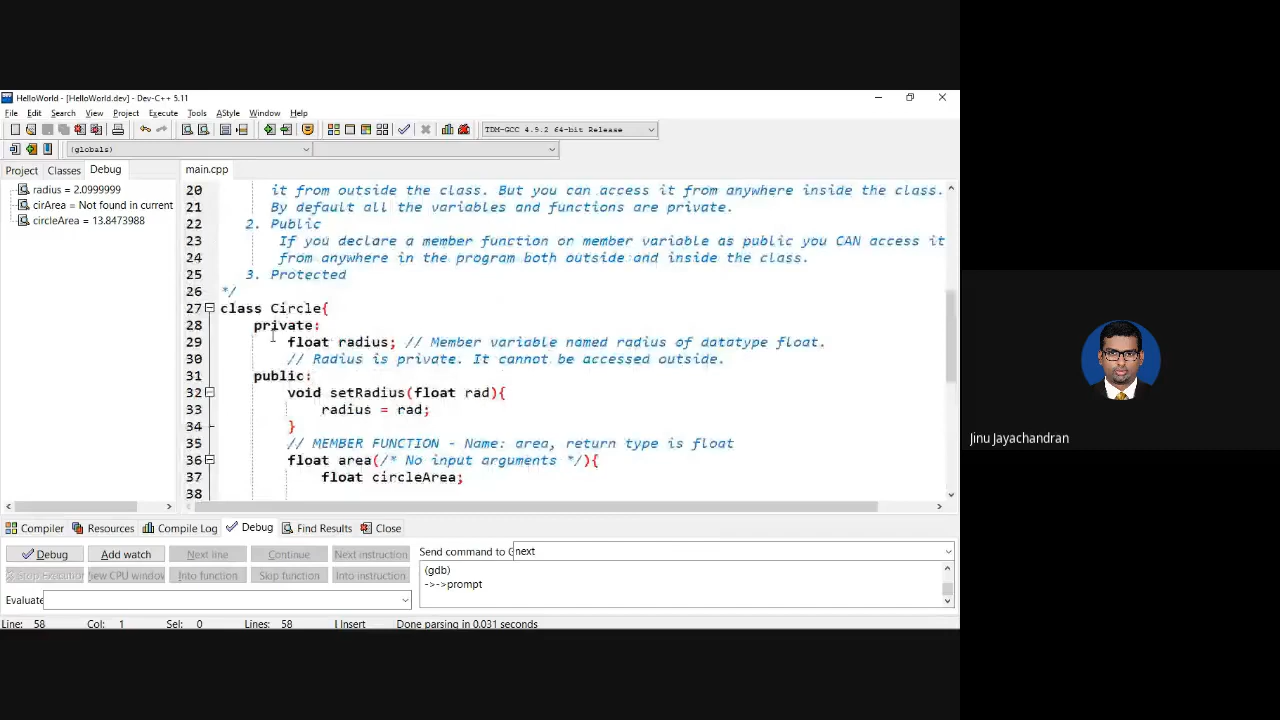 HelloWorld - [HelloWorld.dev] - Dev-C++ 5.11
File Edit Search View Project Execute Tools AStyle Window Help
TDM-GCC 4.9.2 64-bit Release
(globals)
Project Classes Debug
main.cpp
radius = 2.0999999
cirArea = Not found in current
circleArea = 13.8473988
20 it from outside the class. But you can access it from anywhere inside the class.
21 By default all the variables and functions are private.
22 2. Public
23 If you declare a member function or member variable as public you CAN access it
24 from anywhere in the program both outside and inside the class.
25 3. Protected
26 */
27 class Circle{
28 private:
29 float radius; // Member variable named radius of datatype float.
30 // Radius is private. It cannot be accessed outside.
31 public:
32 void setRadius(float rad){
33 radius = rad;
34 }
35 // MEMBER FUNCTION - Name: area, return type is float
36 float area(/* No input arguments */){
37 float circleArea;
38
Compiler Resources Compile Log Debug Find Results Close
Debug Add watch Next line Continue Next instruction
Stop Execution View CPU window Into function Skip function Into instruction
Evaluate
Send command to G next
(gdb)
->->prompt
Line: 58 Col: 1 Sel: 0 Lines: 58 Insert Done parsing in 0.031 seconds
Jinu Jayachandran